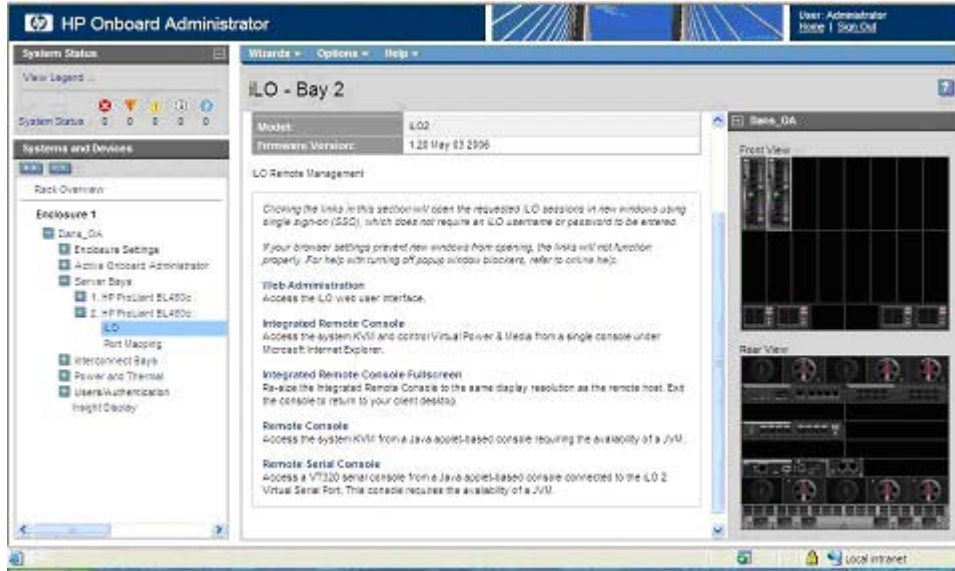 HP Onboard Administrator
User: Administrator
Home | Sign Out
System Status
Wizards Options Help
View Legend ...
iLO - Bay 2
System Status 0 0 0 0 0
Model: iLO2
Firmware Version: 1.20 May 03 2006
Dans_OA
Systems and Devices
Front View
iLO Remote Management
Rack Overview
Enclosure 1
Dans_OA
Enclosure Settings
Active Onboard Administrator
Server Bays
1. HP ProLiant BL460c
2. HP ProLiant BL460c
iLO
Port Mapping
Interconnect Bays
Power and Thermal
Users/Authentication
Insight Display
Clicking the links in this section will open the requested iLO sessions in new windows using
single sign-on (SSO), which does not require an iLO username or password to be entered.
If your browser settings prevent new windows from opening, the links will not function
properly. For help with turning off popup window blockers, refer to online help.
Web Administration
Access the iLO web user interface.
Integrated Remote Console
Access the system KVM and control Virtual Power & Media from a single console under
Microsoft Internet Explorer.
Integrated Remote Console Fullscreen
Re-size the Integrated Remote Console to the same display resolution as the remote host. Exit
the console to return to your client desktop.
Remote Console
Access the system KVM from a Java applet-based console requiring the availability of a JVM.
Remote Serial Console
Access a VT320 serial console from a Java applet-based console connected to the iLO 2
Virtual Serial Port. This console requires the availability of a JVM.
Rear View
Local intranet